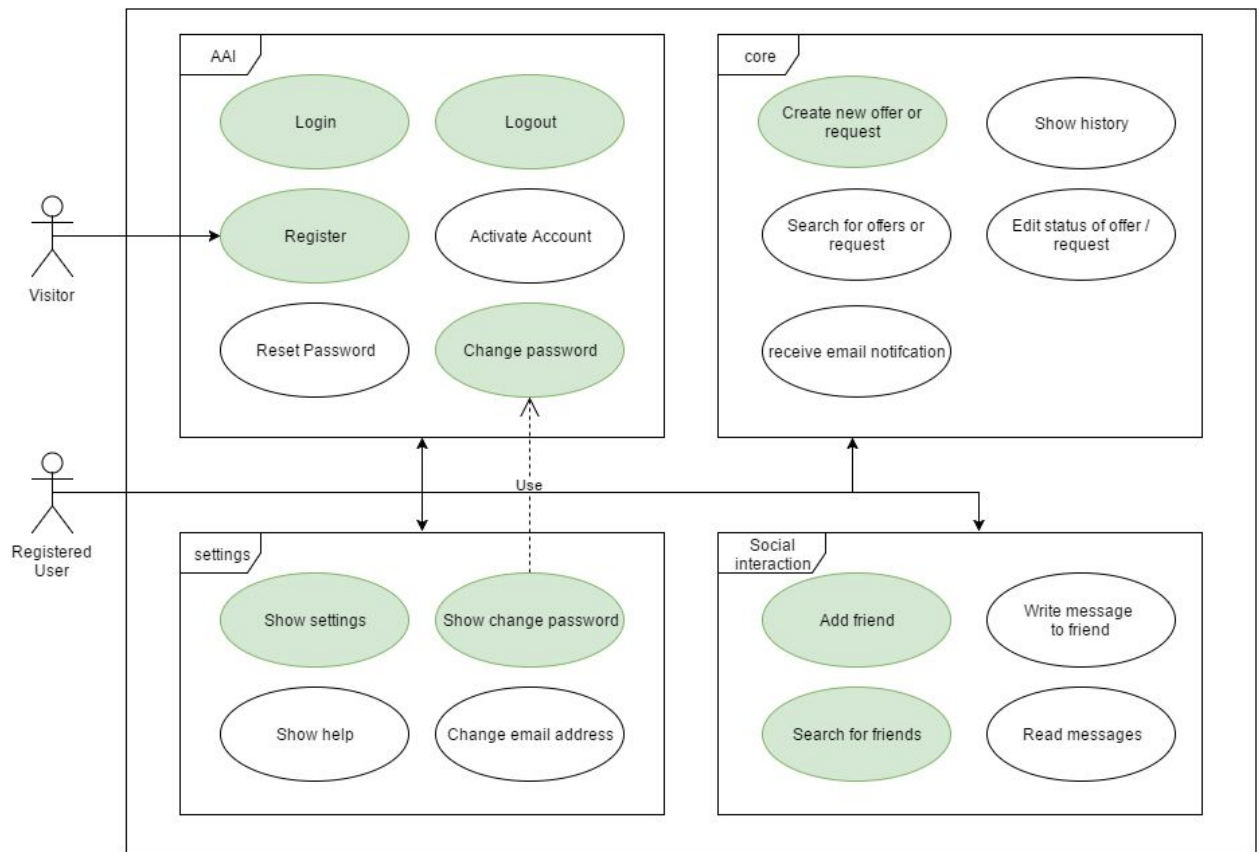 AAI
Login
Logout
Register
Activate Account
Reset Password
Change password
core
Create new offer or
request
Show history
Search for offers or
request
Edit status of offer /
request
receive email notifcation
Visitor
Registered
User
Use
settings
Show settings
Show change password
Show help
Change email address
Social
interaction
Add friend
Write message
to friend
Search for friends
Read messages